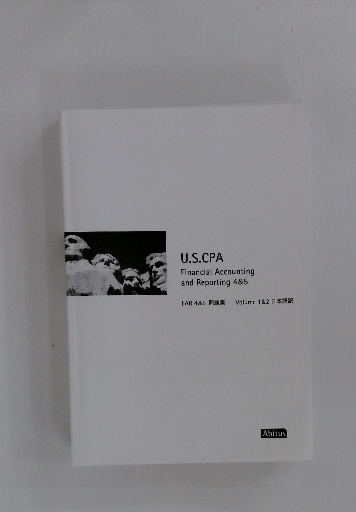 U.S.CPA
Financial Accounting
and Reporting 4&5
FAR 4&5 問題集 Volume 1&2 日本語訳
Abitus